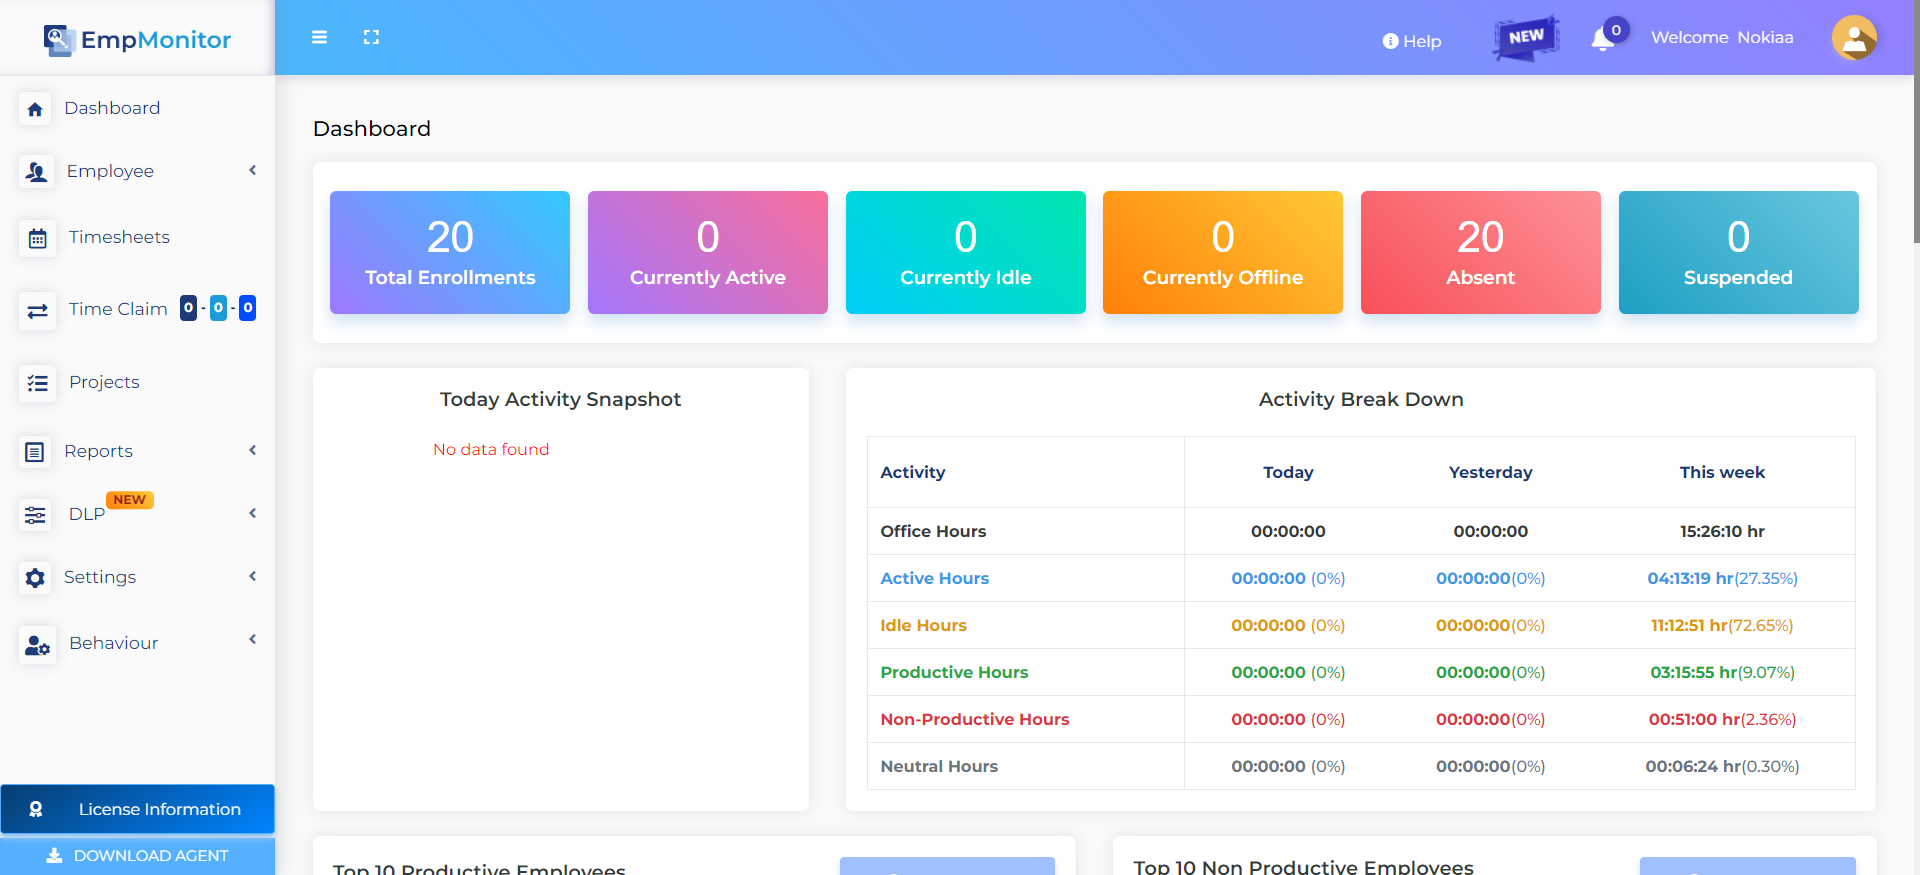 EmpMonitor
Help
NEW
0
Welcome Nokiaa
Dashboard
Employee
Timesheets
Time Claim 0 - 0 - 0
Projects
Reports
DLP NEW
Settings
Behaviour
License Information
DOWNLOAD AGENT
Dashboard
20
Total Enrollments
0
Currently Active
0
Currently Idle
0
Currently Offline
20
Absent
0
Suspended
Today Activity Snapshot
No data found
Activity Break Down
Activity Today Yesterday This week
Office Hours 00:00:00 00:00:00 15:26:10 hr
Active Hours 00:00:00 (0%) 00:00:00(0%) 04:13:19 hr(27.35%)
Idle Hours 00:00:00 (0%) 00:00:00(0%) 11:12:51 hr(72.65%)
Productive Hours 00:00:00 (0%) 00:00:00(0%) 03:15:55 hr(9.07%)
Non-Productive Hours 00:00:00 (0%) 00:00:00(0%) 00:51:00 hr(2.36%)
Neutral Hours 00:00:00 (0%) 00:00:00(0%) 00:06:24 hr(0.30%)
Top 10 Productive Employees
Top 10 Non Productive Employees